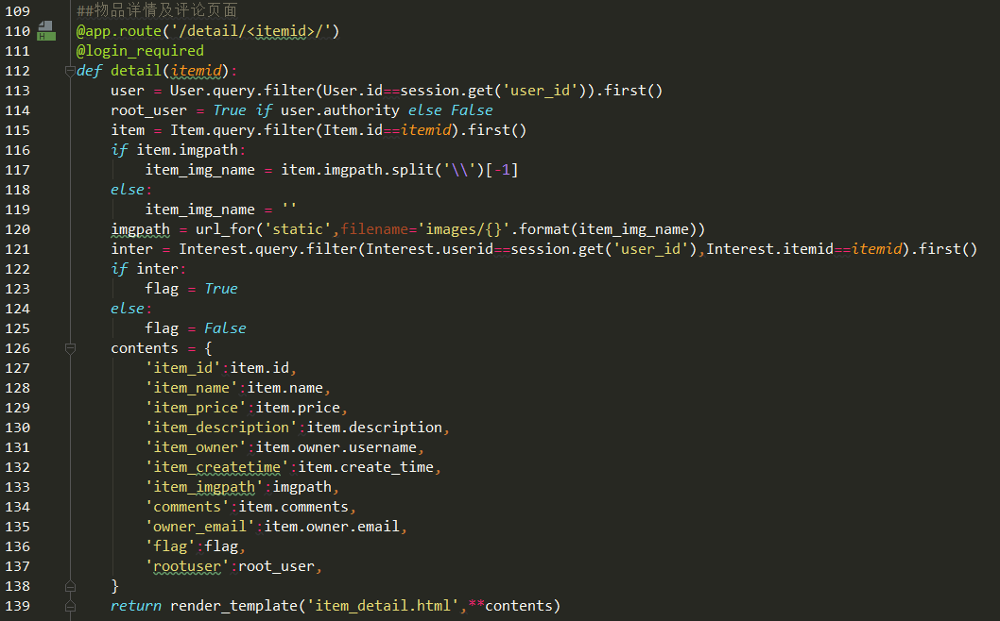 109 ##物品详情及评论页面
110 @app.route('/detail/<itemid>/')
111 @login_required
112 def detail(itemid):
113     user = User.query.filter(User.id==session.get('user_id')).first()
114     root_user = True if user.authority else False
115     item = Item.query.filter(Item.id==itemid).first()
116     if item.imgpath:
117         item_img_name = item.imgpath.split('\\')[-1]
118     else:
119         item_img_name = ''
120     imgpath = url_for('static',filename='images/{}'.format(item_img_name))
121     inter = Interest.query.filter(Interest.userid==session.get('user_id'),Interest.itemid==itemid).first()
122     if inter:
123         flag = True
124     else:
125         flag = False
126     contents = {
127         'item_id':item.id,
128         'item_name':item.name,
129         'item_price':item.price,
130         'item_description':item.description,
131         'item_owner':item.owner.username,
132         'item_createtime':item.create_time,
133         'item_imgpath':imgpath,
134         'comments':item.comments,
135         'owner_email':item.owner.email,
136         'flag':flag,
137         'rootuser':root_user,
138     }
139     return render_template('item_detail.html',**contents)